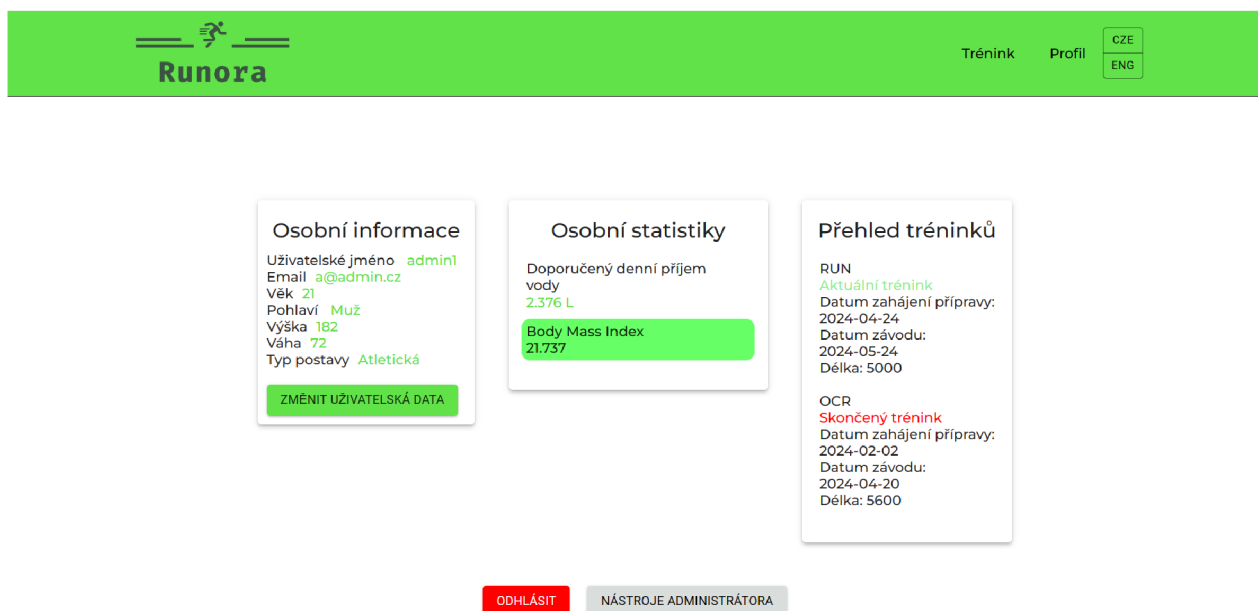 Runora
Trénink Profil CZE
ENG
Osobní informace
Uživatelské jméno admin1
Email a@admin.cz
Věk 21
Pohlaví Muž
Výška 182
Váha 72
Typ postavy Atletická
ZMĚNIT UŽIVATELSKÁ DATA
Osobní statistiky
Doporučený denní příjem
vody
2.376 L
Body Mass Index
21.737
Přehled tréninků
RUN
Aktuální trénink
Datum zahájení přípravy:
2024-04-24
Datum závodu:
2024-05-24
Délka: 5000
OCR
Skončený trénink
Datum zahájení přípravy:
2024-02-02
Datum závodu:
2024-04-20
Délka: 5600
ODHLÁSIT NÁSTROJE ADMINISTRÁTORA